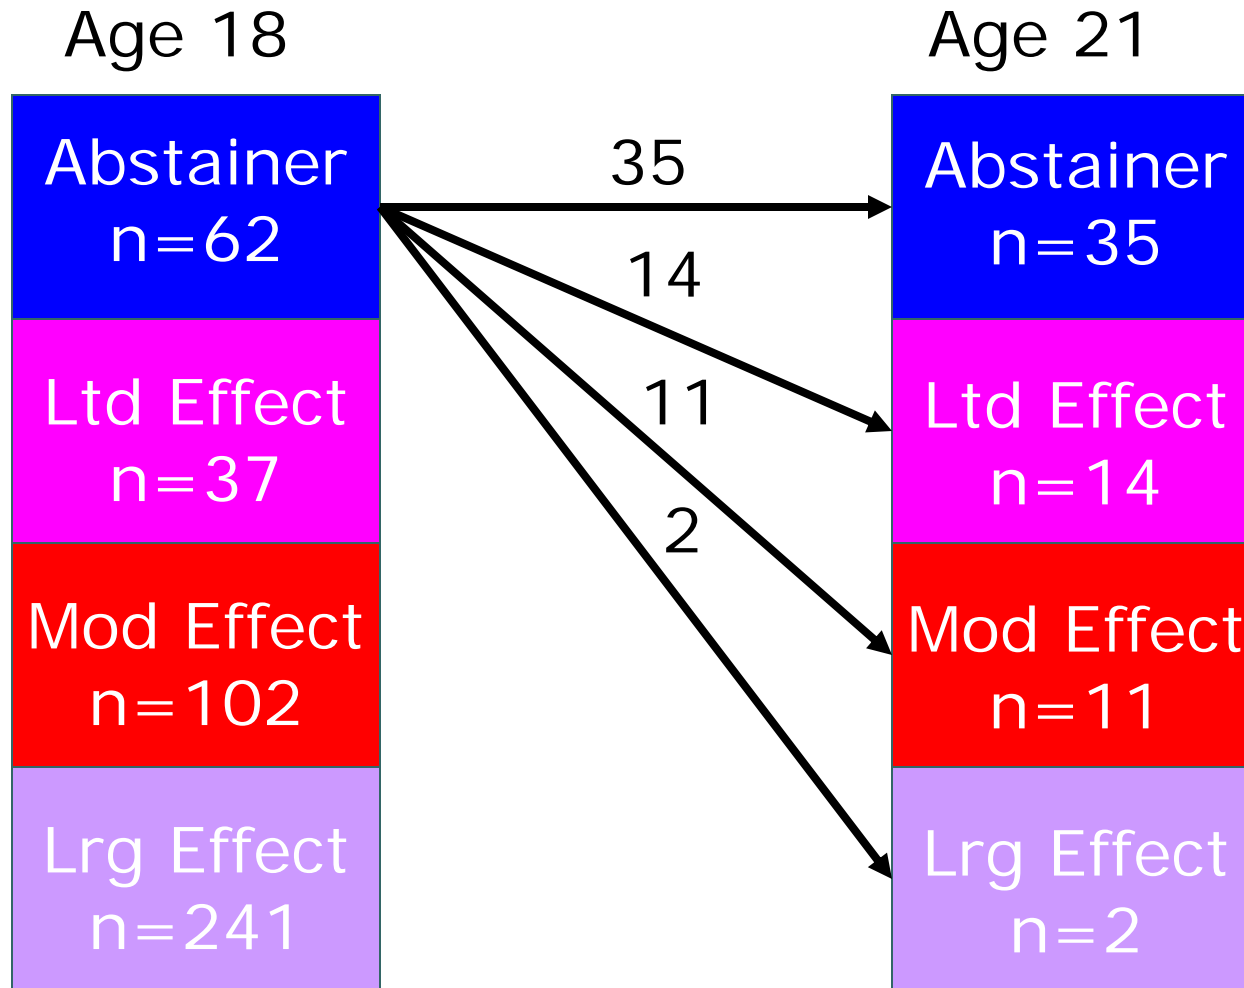 Age 18
Age 21
Abstainer
n=62
35
Abstainer
n=35
14
Ltd Effect
n=37
11
Ltd Effect
n=14
2
Mod Effect
n=102
Mod Effect
n=11
Lrg Effect
n=241
Lrg Effect
n=2